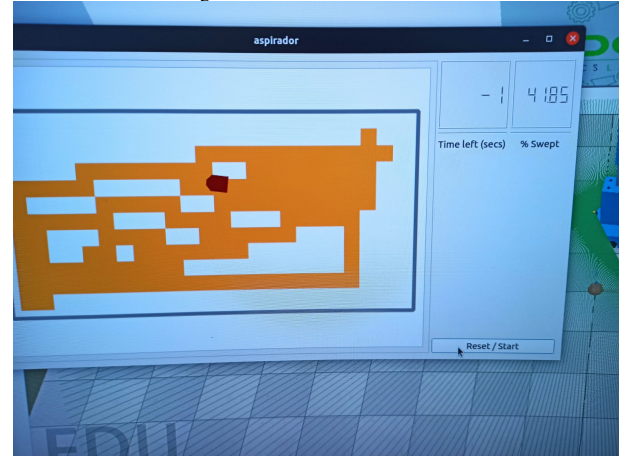 aspirador
-1
41.85
Time left (secs)
% Swept
Reset / Start
EDU